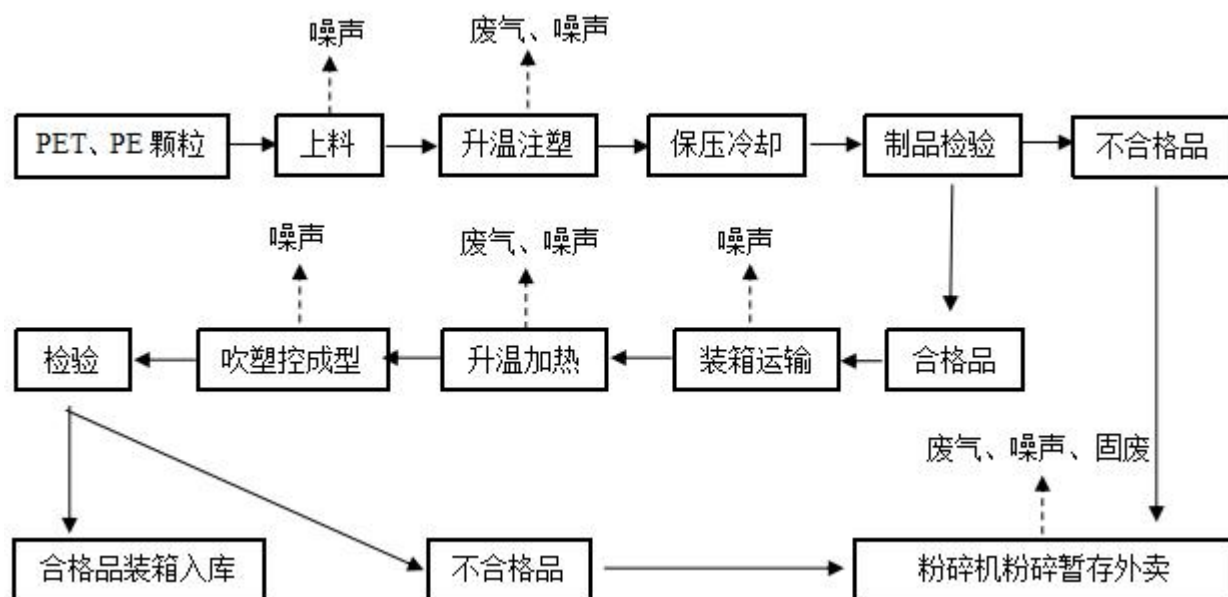 噪声
废气、噪声
PET、PE 颗粒
上料
升温注塑
保压冷却
制品检验
不合格品
噪声
废气、噪声
噪声
检验
吹塑控成型
升温加热
装箱运输
合格品
废气、噪声、固废
合格品装箱入库
不合格品
粉碎机粉碎暂存外卖